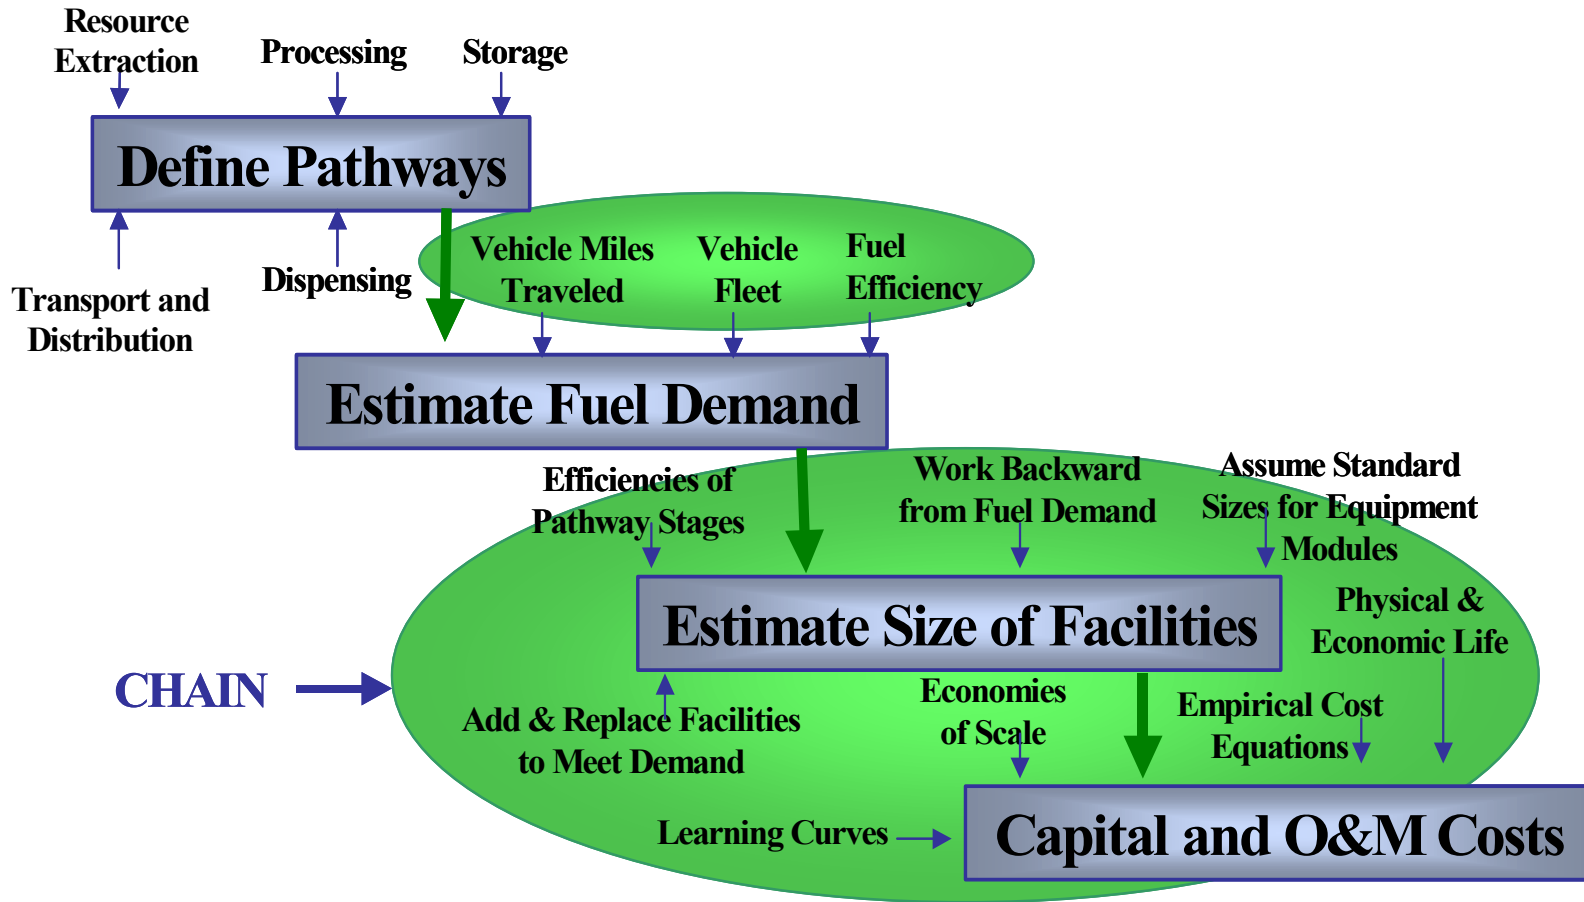 Resource
Extraction
Processing
Storage
Define Pathways
Transport and
Distribution
Dispensing
Vehicle Miles
Traveled
Vehicle
Fleet
Fuel
Efficiency
Estimate Fuel Demand
Efficiencies of
Pathway Stages
Work Backward
from Fuel Demand
Assume Standard
Sizes for Equipment
Modules
Estimate Size of Facilities
Physical &
Economic Life
CHAIN
Add & Replace Facilities
to Meet Demand
Economies
of Scale
Empirical Cost
Equations
Learning Curves
Capital and O&M Costs